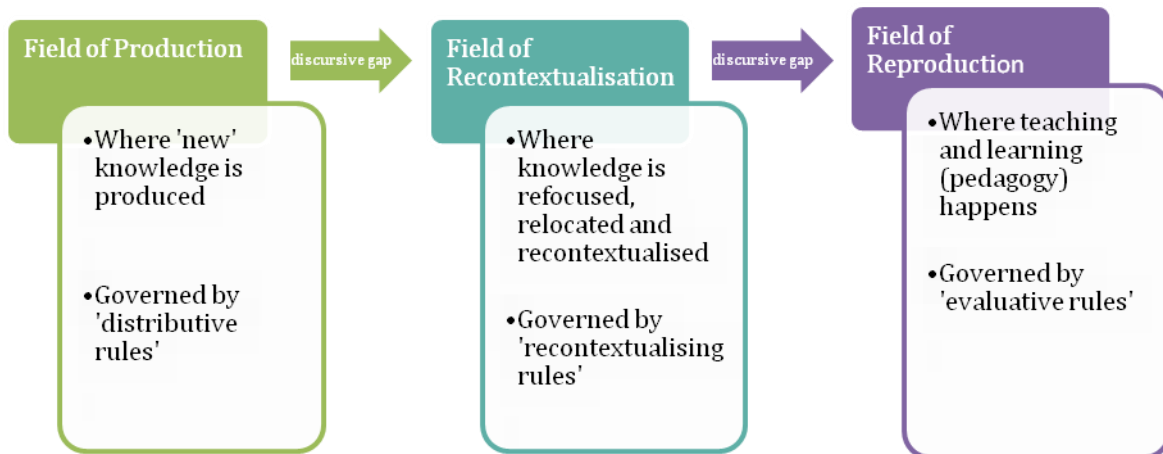 Field of Production
•Where 'new'
knowledge is
produced
•Governed by
'distributive
rules'
discursive gap
Field of
Recontextualisation
•Where
knowledge is
refocused,
relocated and
recontextualised
•Governed by
'recontextualising
rules'
discursive gap
Field of
Reproduction
•Where teaching
and learning
(pedagogy)
happens
•Governed by
'evaluative rules'